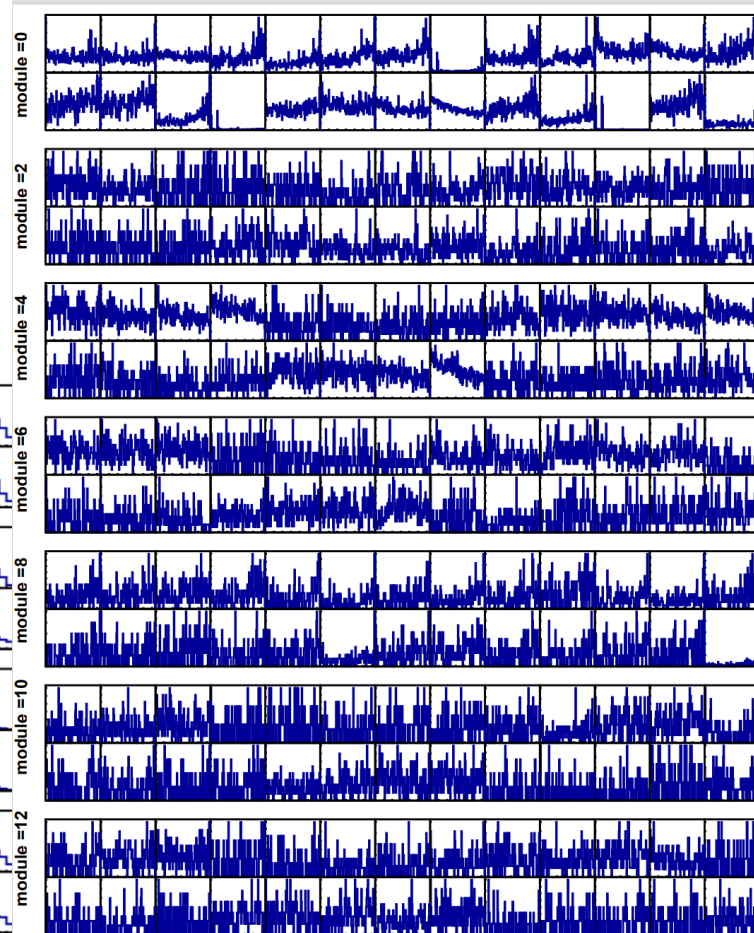 module =0
module =2
module =4
module =6
module =8
module =10
module =12